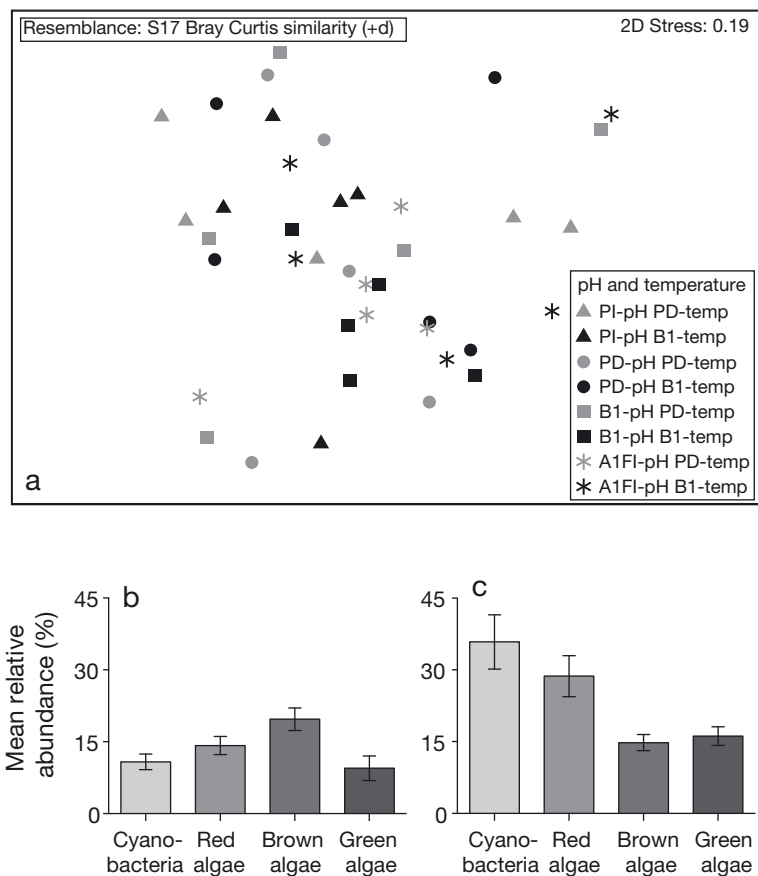 Resemblance: S17 Bray Curtis similarity (+d)
2D Stress: 0.19
pH and temperature
PI-pH PD-temp
PI-pH B1-temp
PD-pH PD-temp
PD-pH B1-temp
B1-pH PD-temp
B1-pH B1-temp
A1FI-pH PD-temp
A1FI-pH B1-temp
a
Mean relative
abundance (%)
b
45
30
15
0
Cyano-
bacteria
Red
algae
Brown
algae
Green
algae
c
45
30
15
0
Cyano-
bacteria
Red
algae
Brown
algae
Green
algae